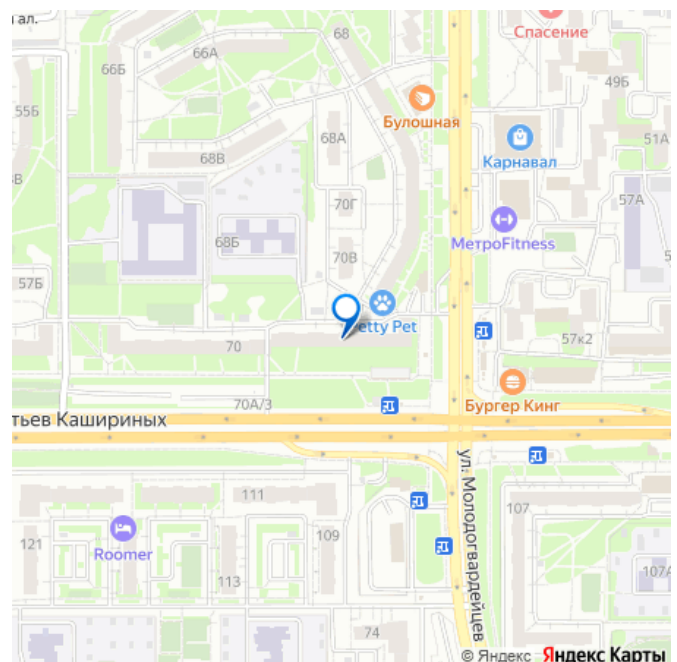 ал.
66А
68
Спасение
66Б
49Б
55Б
Булошная
68А
51А
68В
Карнавал
70Г
57А
68Б
МетроFitness
70В
57Б
etty Pet
70
57к2
70А/3
Бургер Кинг
тьев Кашириных
ул. Молодогвардейцев
111
107
121
Roomer
109
113
107А
74
© Яндекс Яндекс Карты